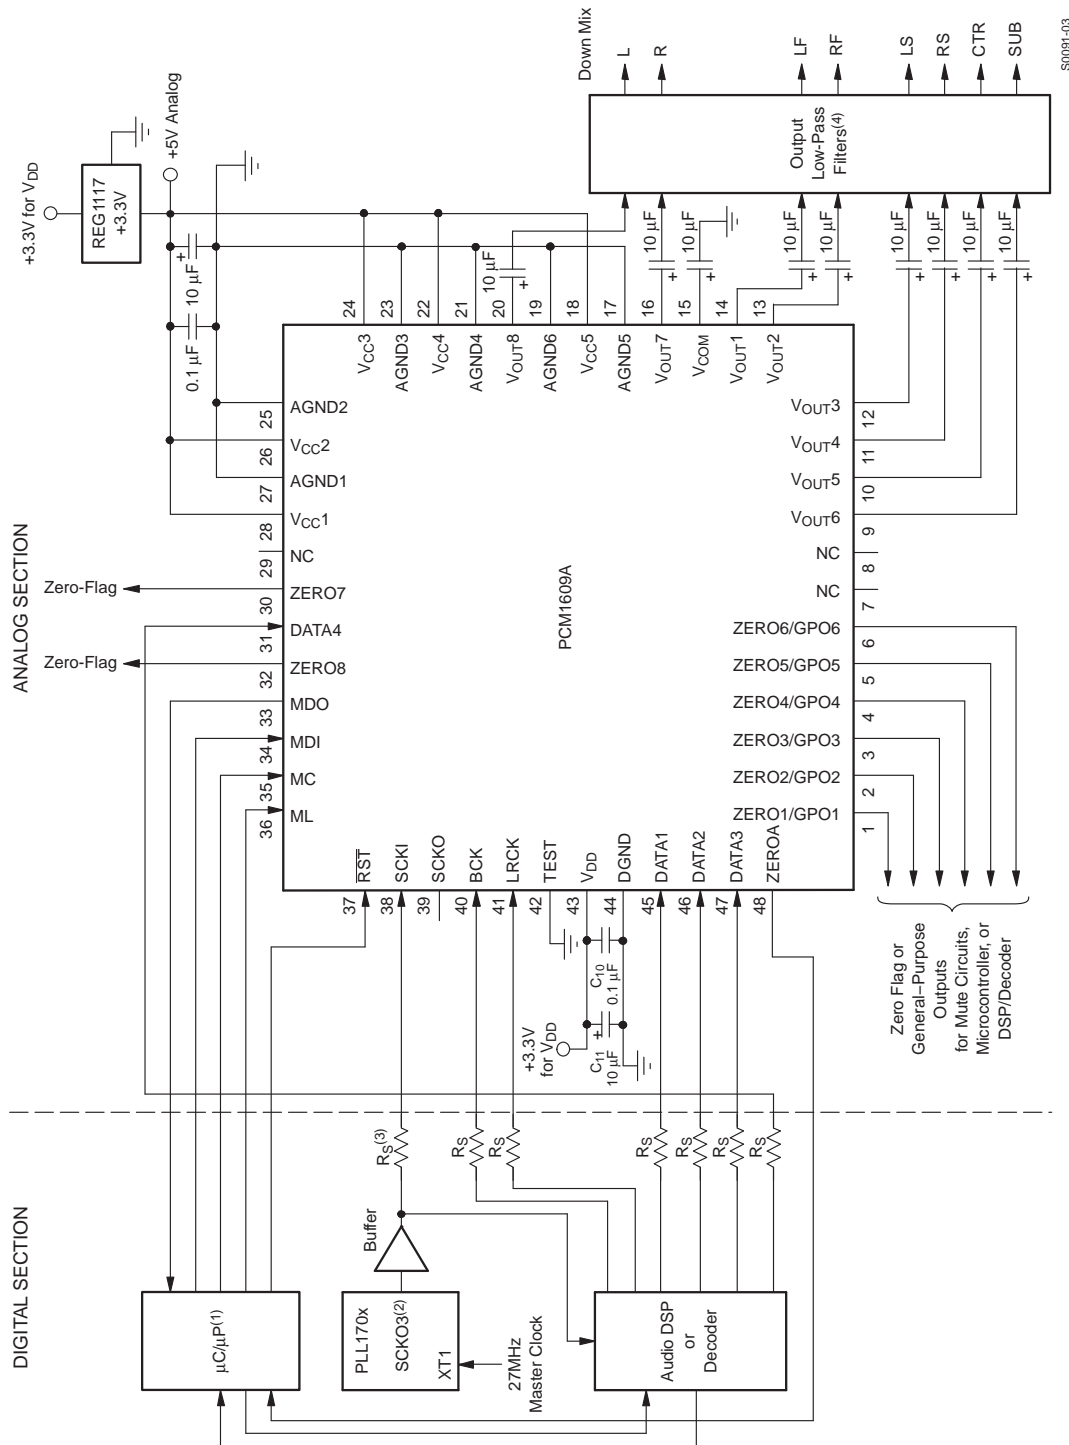 DIGITAL SECTION
ANALOG SECTION
μC/μP(1)
PLL170x
SCKO3(2)
XT1
27MHz
Master Clock
Buffer
Audio DSP
or
Decoder
RS(3)
RS
RS
RS
RS
RS
RS
+3.3V
for VDD
C11
10 μF
+
C10
0.1 μF
Zero-Flag
Zero-Flag
PCM1609A
36 ML
35 MC
34 MDI
33 MDO
32 ZERO8
31 DATA4
30 ZERO7
29 NC
28 VCC1
27 AGND1
26 VCC2
25 AGND2
37 RST
38 SCKI
39 SCKO
40 BCK
41 LRCK
42 TEST
43 VDD
44 DGND
45 DATA1
46 DATA2
47 DATA3
48 ZEROA
ZERO1/GPO1 1
ZERO2/GPO2 2
ZERO3/GPO3 3
ZERO4/GPO4 4
ZERO5/GPO5 5
ZERO6/GPO6 6
NC 7
NC 8
VOUT6 9
VOUT5 10
VOUT4 11
VOUT3 12
VCC3 24
AGND3 23
VCC4 22
AGND4 21
VOUT8 20
AGND6 19
VCC5 18
AGND5 17
VOUT7 16
VCOM 15
VOUT1 14
VOUT2 13
Zero Flag or
General–Purpose
Outputs
for Mute Circuits,
Microcontroller, or
DSP/Decoder
0.1 μF
10 μF
+
+3.3V for VDD
REG1117
+3.3V
+5V Analog
10 μF
+
10 μF
+
10 μF
+
10 μF
+
10 μF
+
10 μF
+
10 μF
+
10 μF
+
10 μF
+
Output
Low-Pass
Filters(4)
Down Mix
L
R
LF
RF
LS
RS
CTR
SUB
S0091-03